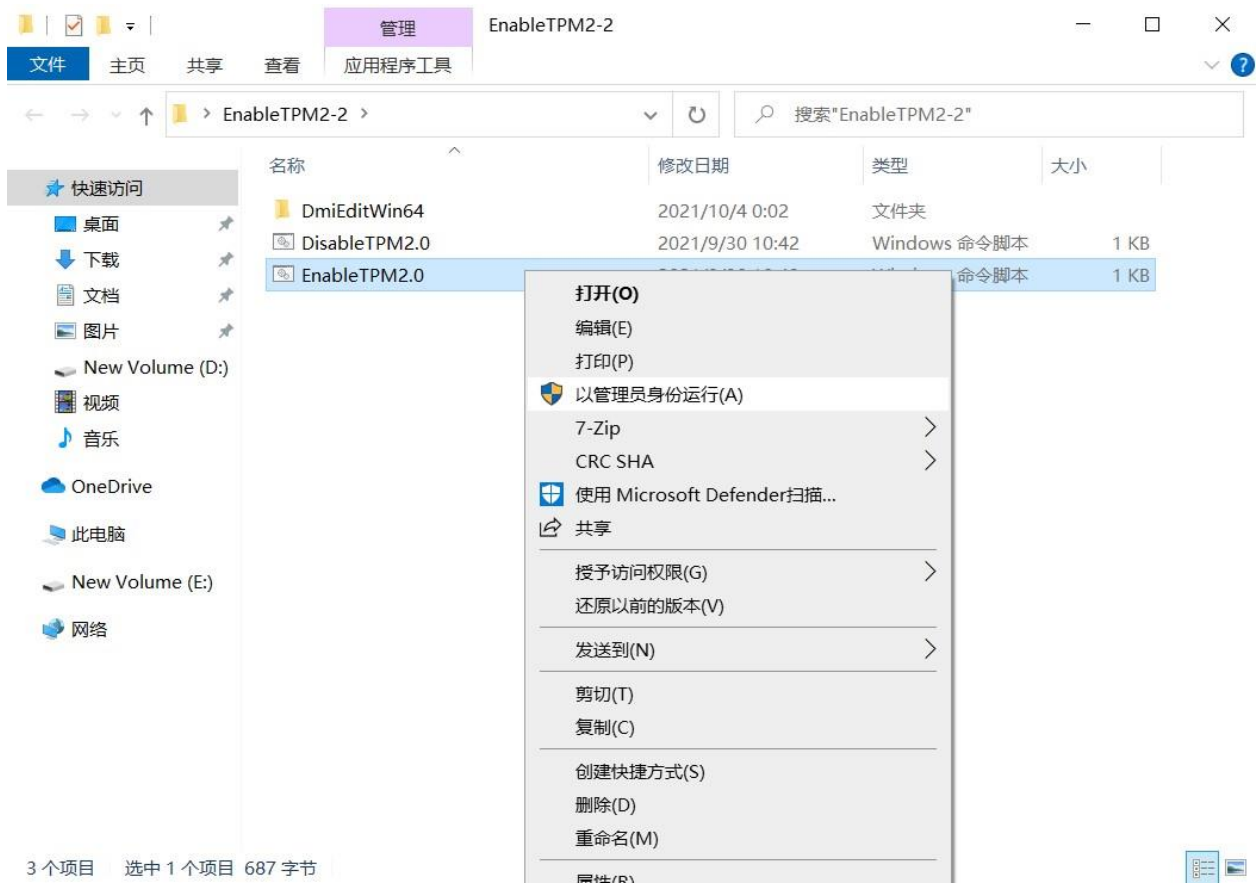 管理
EnableTPM2-2
文件
主页
共享
查看
应用程序工具
EnableTPM2-2
搜索"EnableTPM2-2"
名称
修改日期
类型
大小
快速访问
桌面
下载
文档
图片
New Volume (D:)
视频
音乐
OneDrive
此电脑
New Volume (E:)
网络
DmiEditWin64
2021/10/4 0:02
文件夹
DisableTPM2.0
2021/9/30 10:42
Windows 命令脚本
1 KB
EnableTPM2.0
命令脚本
1 KB
打开(O)
编辑(E)
打印(P)
以管理员身份运行(A)
7-Zip
CRC SHA
使用 Microsoft Defender扫描...
共享
授予访问权限(G)
还原以前的版本(V)
发送到(N)
剪切(T)
复制(C)
创建快捷方式(S)
删除(D)
重命名(M)
属性(R)
3 个项目
选中 1 个项目 687 字节